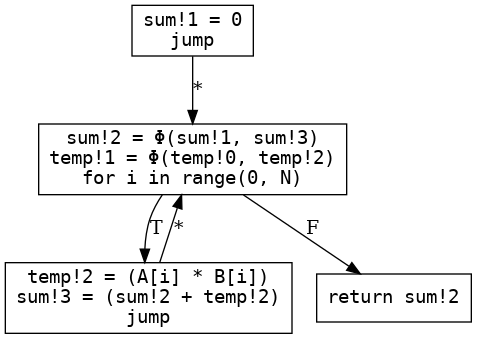 sum!1 = 0
jump
*
sum!2 = Φ(sum!1, sum!3)
temp!1 = Φ(temp!0, temp!2)
for i in range(0, N)
T
*
F
temp!2 = (A[i] * B[i])
sum!3 = (sum!2 + temp!2)
jump
return sum!2